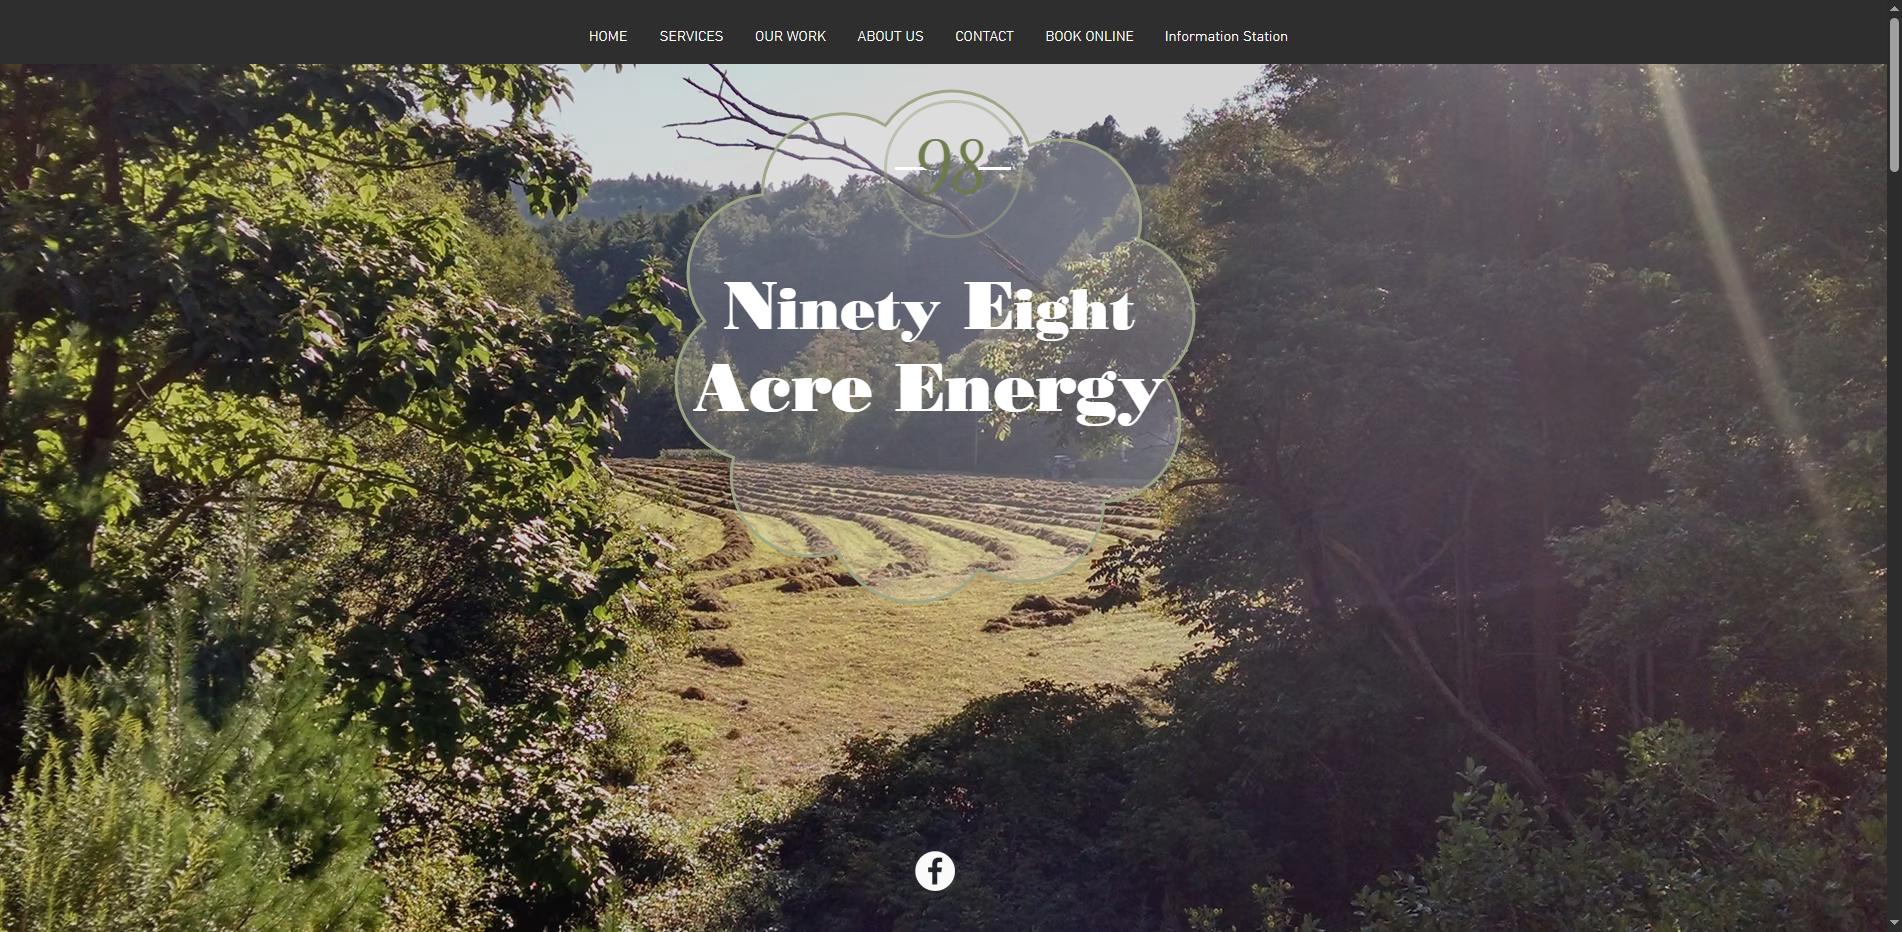 HOME SERVICES OUR WORK ABOUT US CONTACT BOOK ONLINE Information Station
98
Ninety Eight
Acre Energy